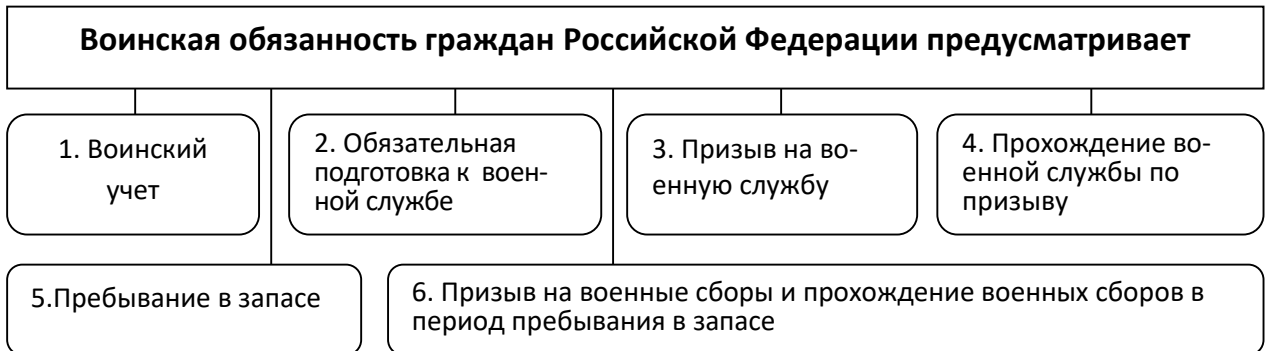 Воинская обязанность граждан Российской Федерации предусматривает
1. Воинский
учет
2. Обязательная
подготовка к воен-
ной службе
3. Призыв на во-
енную службу
4. Прохождение во-
енной службы по
призыву
5.Пребывание в запасе
6. Призыв на военные сборы и прохождение военных сборов в
период пребывания в запасе